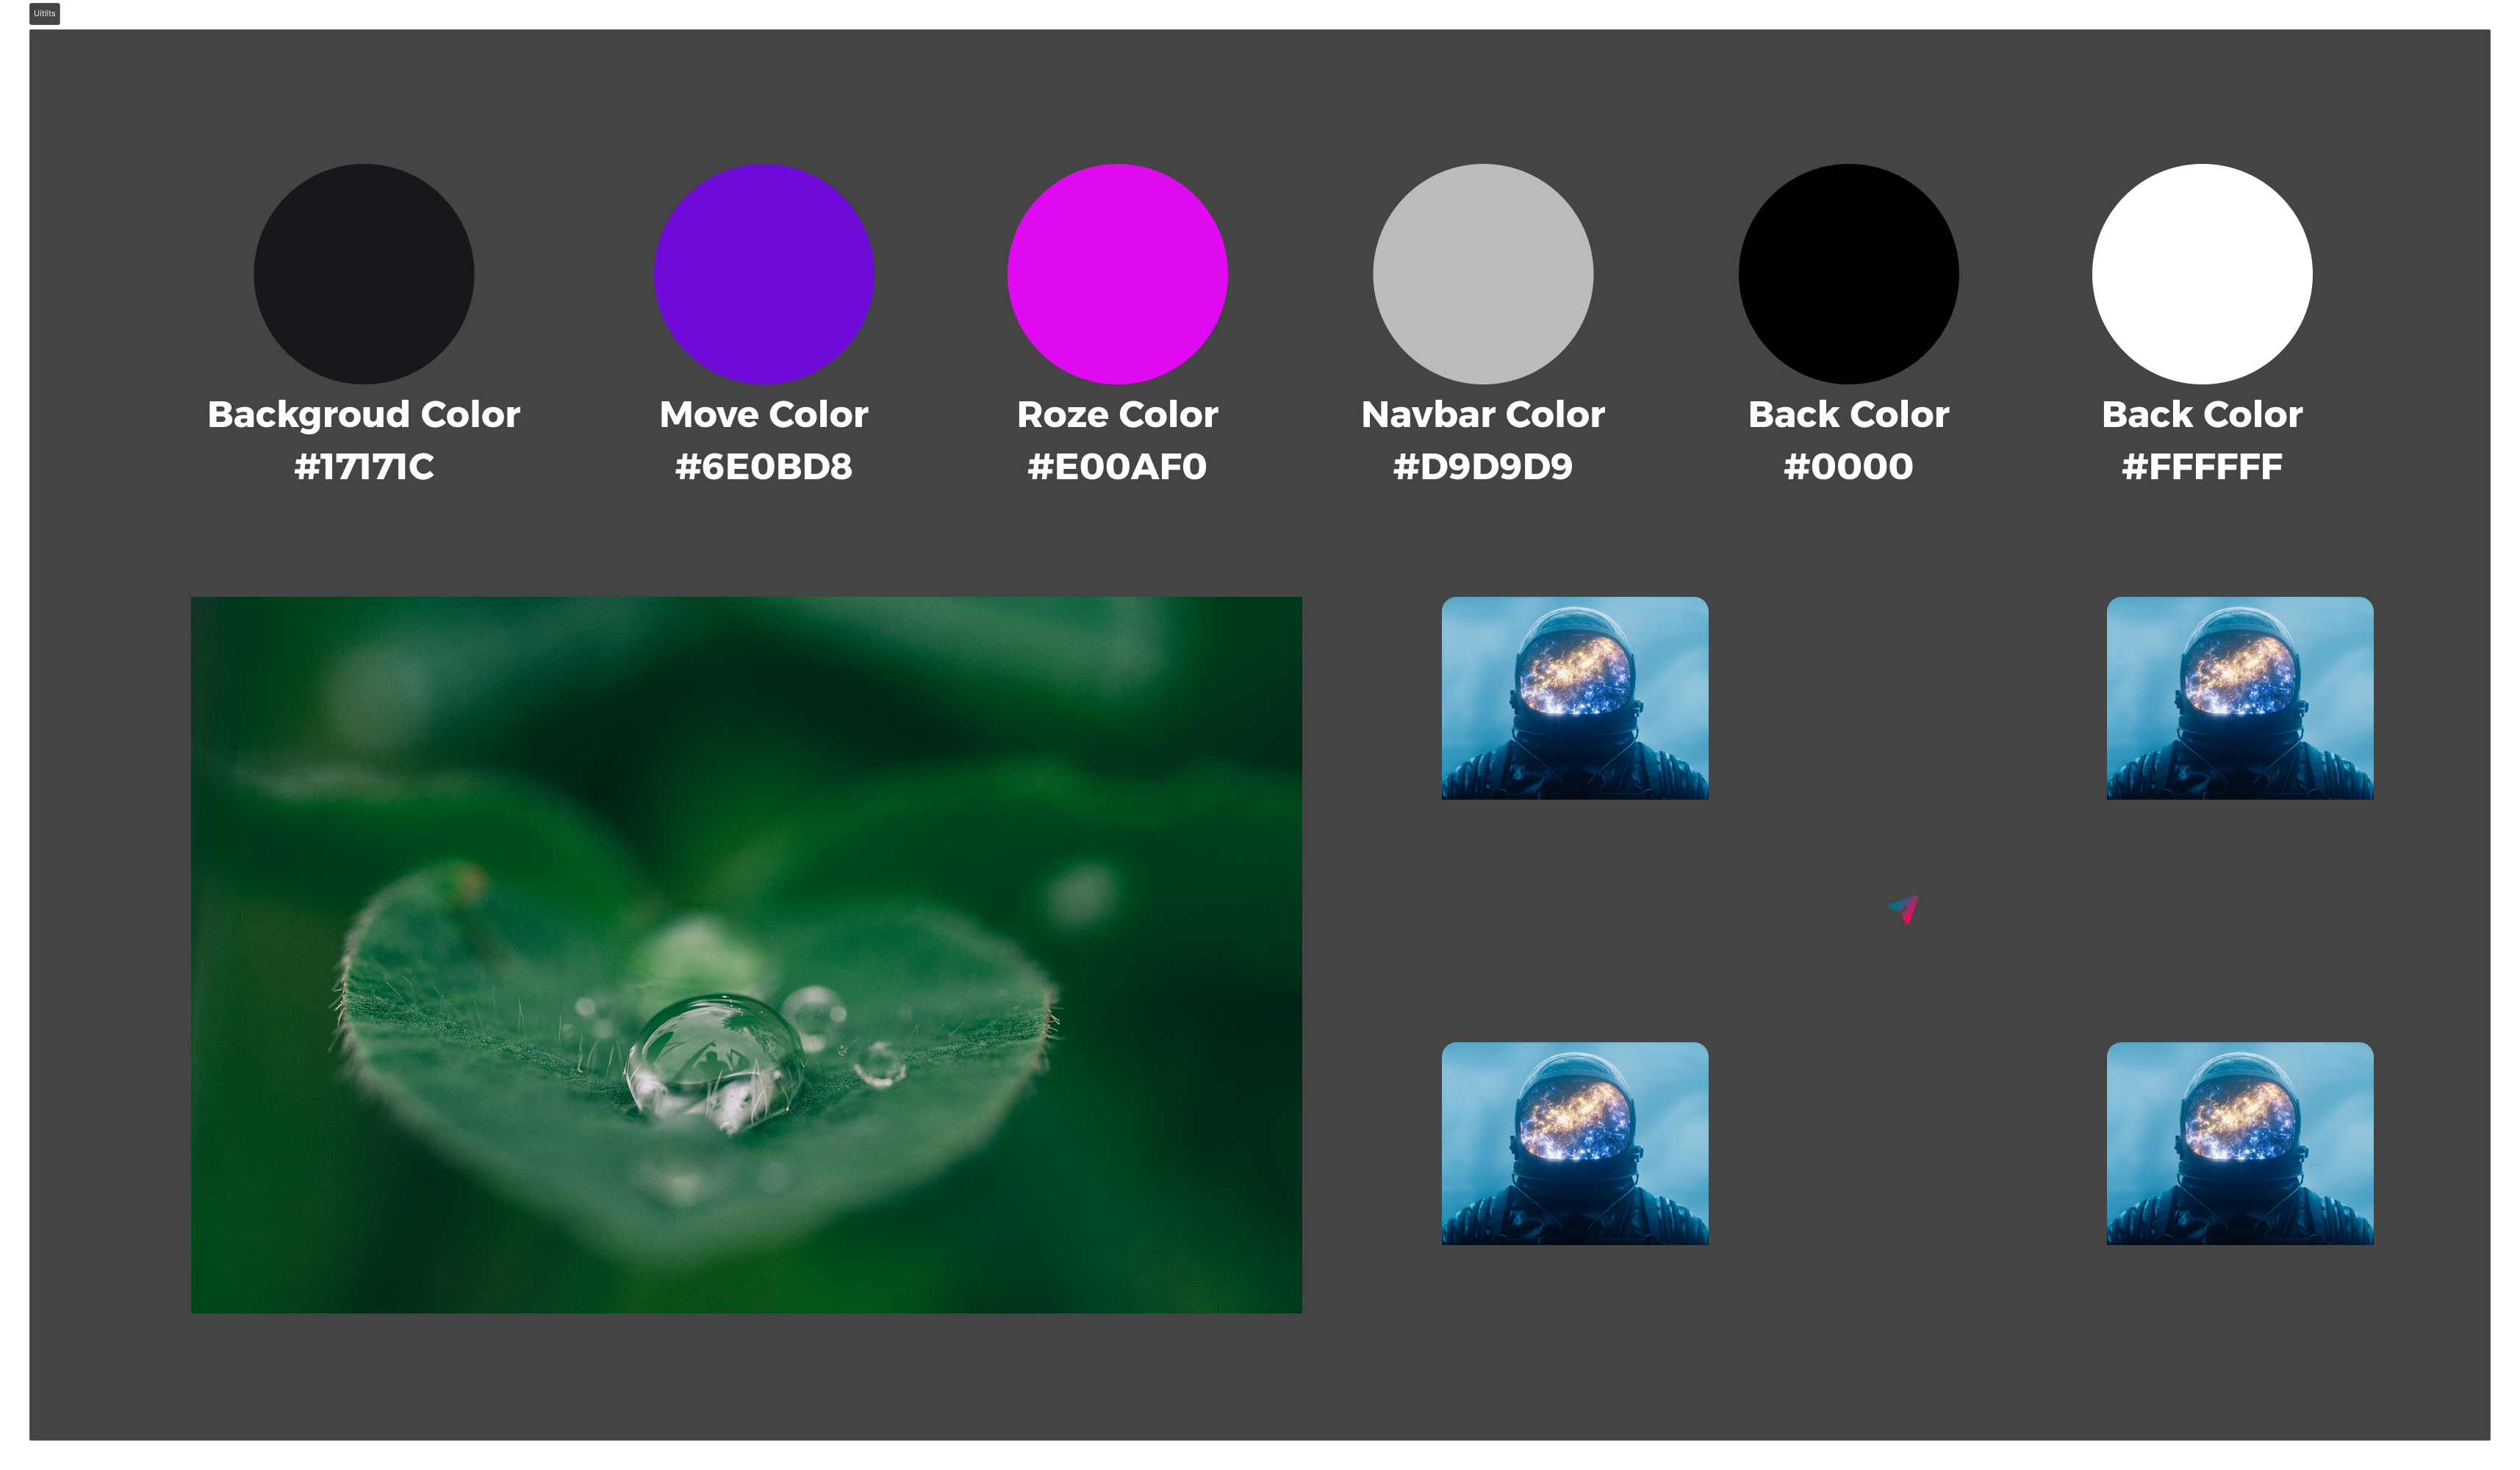 Uitlits
Backgroud Color
#17171C
Move Color
#6E0BD8
Roze Color
#E00AF0
Navbar Color
#D9D9D9
Back Color
#0000
Back Color
#FFFFFF